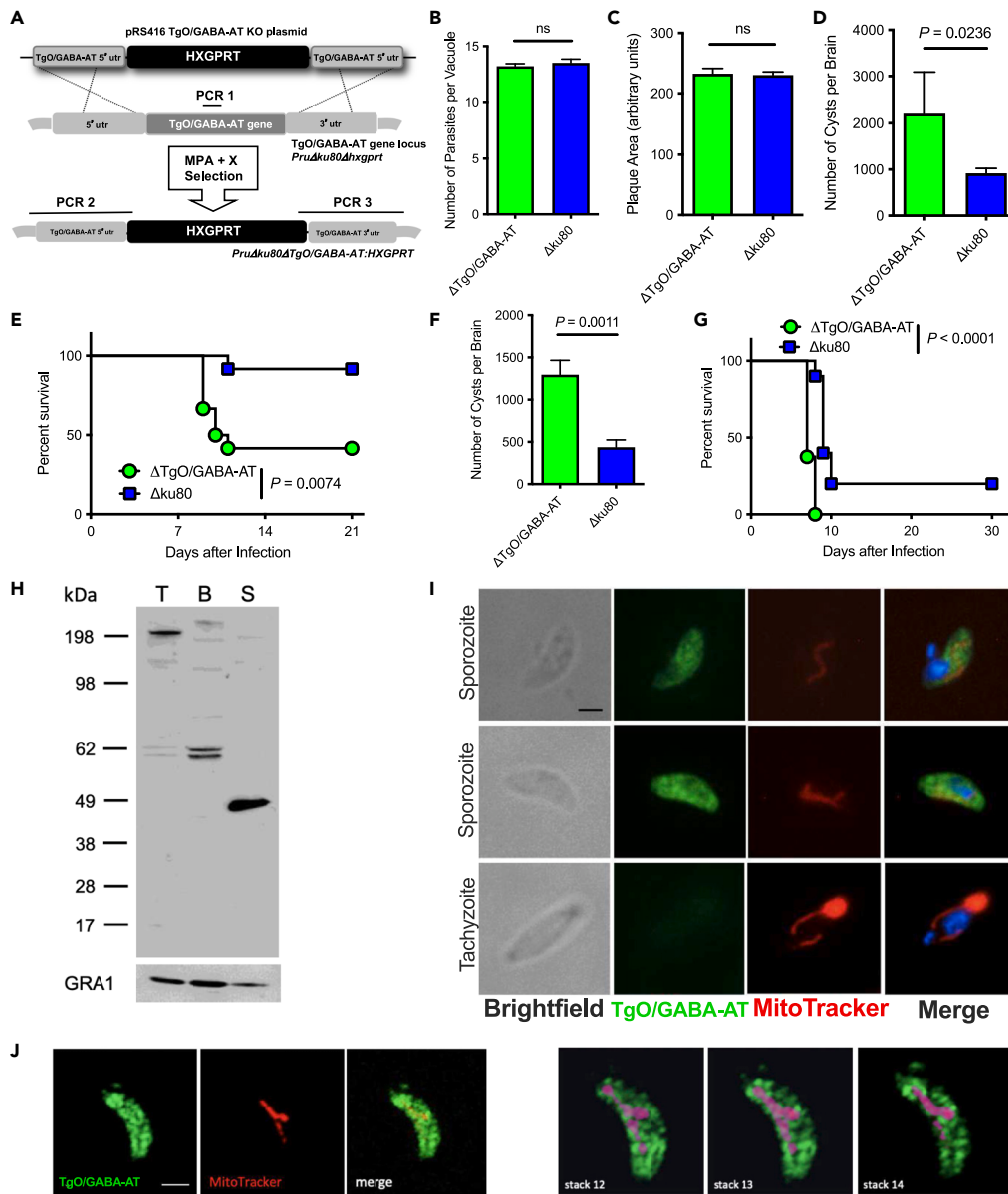 A
pRS416 TgO/GABA-AT KO plasmid
TgO/GABA-AT 5' utr
HXGPRT
TgO/GABA-AT 5' utr
PCR 1
5' utr
TgO/GABA-AT gene
3' utr
TgO/GABA-AT gene locus
PruΔku80Δhxgprt
MPA + X
Selection
PCR 2
PCR 3
TgO/GABA-AT 5' utr
HXGPRT
TgO/GABA-AT 3' utr
PruΔku80ΔTgO/GABA-AT:HXGPRT
B
ns
Number of Parasites per Vacuole
15
10
5
0
ΔTgO/GABA-AT
Δku80
C
ns
Plaque Area (arbitrary units)
300
200
100
0
ΔTgO/GABA-AT
Δku80
D
P = 0.0236
Number of Cysts per Brain
4000
3000
2000
1000
0
ΔTgO/GABA-AT
Δku80
E
Percent survival
100
50
0
ΔTgO/GABA-AT
Δku80
P = 0.0074
0
7
14
21
Days after Infection
F
P = 0.0011
Number of Cysts per Brain
2000
1500
1000
500
0
ΔTgO/GABA-AT
Δku80
G
ΔTgO/GABA-AT
Δku80
P < 0.0001
Percent survival
100
50
0
0
10
20
30
Days after Infection
H
kDa
T B S
198
98
62
49
38
28
17
GRA1
I
Sporozoite
Sporozoite
Tachyzoite
Brightfield
TgO/GABA-AT
MitoTracker
Merge
J
TgO/GABA-AT
MitoTracker
merge
stack 12
stack 13
stack 14